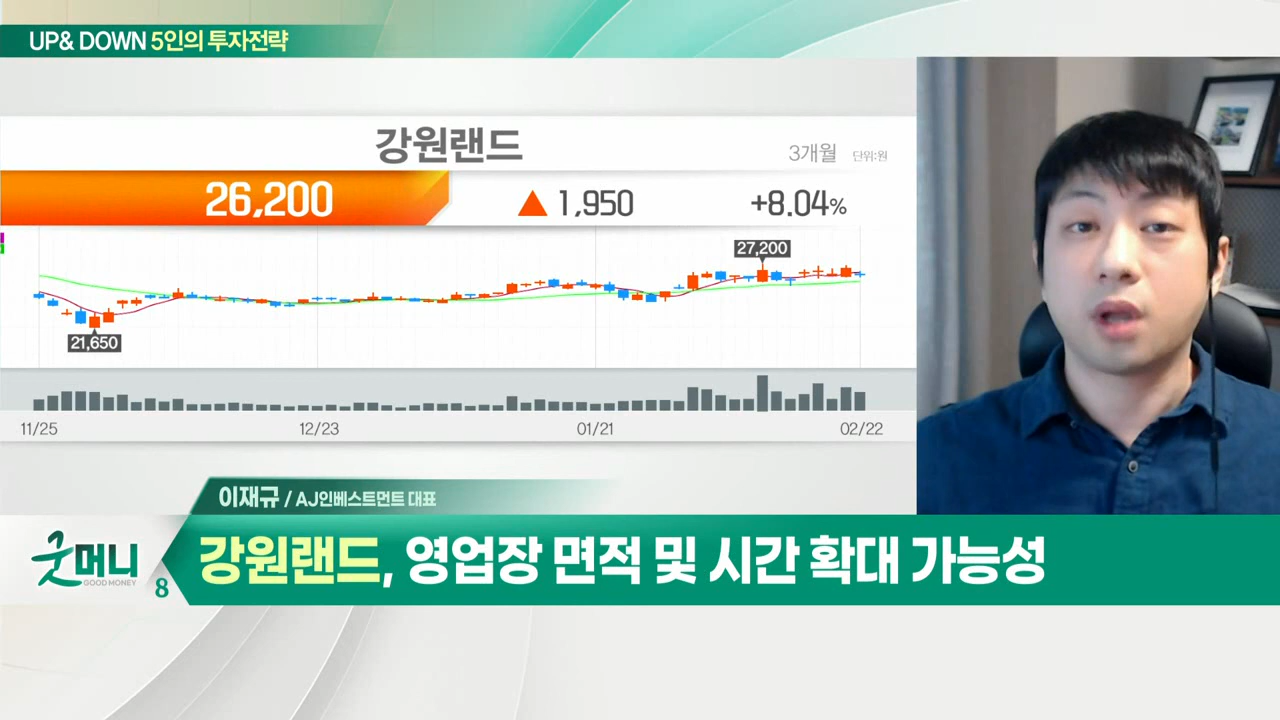 UP& DOWN 5인의 투자전략
강원랜드
3개월 단위:원
26,200 ▲ 1,950 +8.04%
27,200
21,650
11/25 12/23 01/21 02/22
이재규 / AJ인베스트먼트 대표
굿머니
GOOD MONEY
8
강원랜드, 영업장 면적 및 시간 확대 가능성